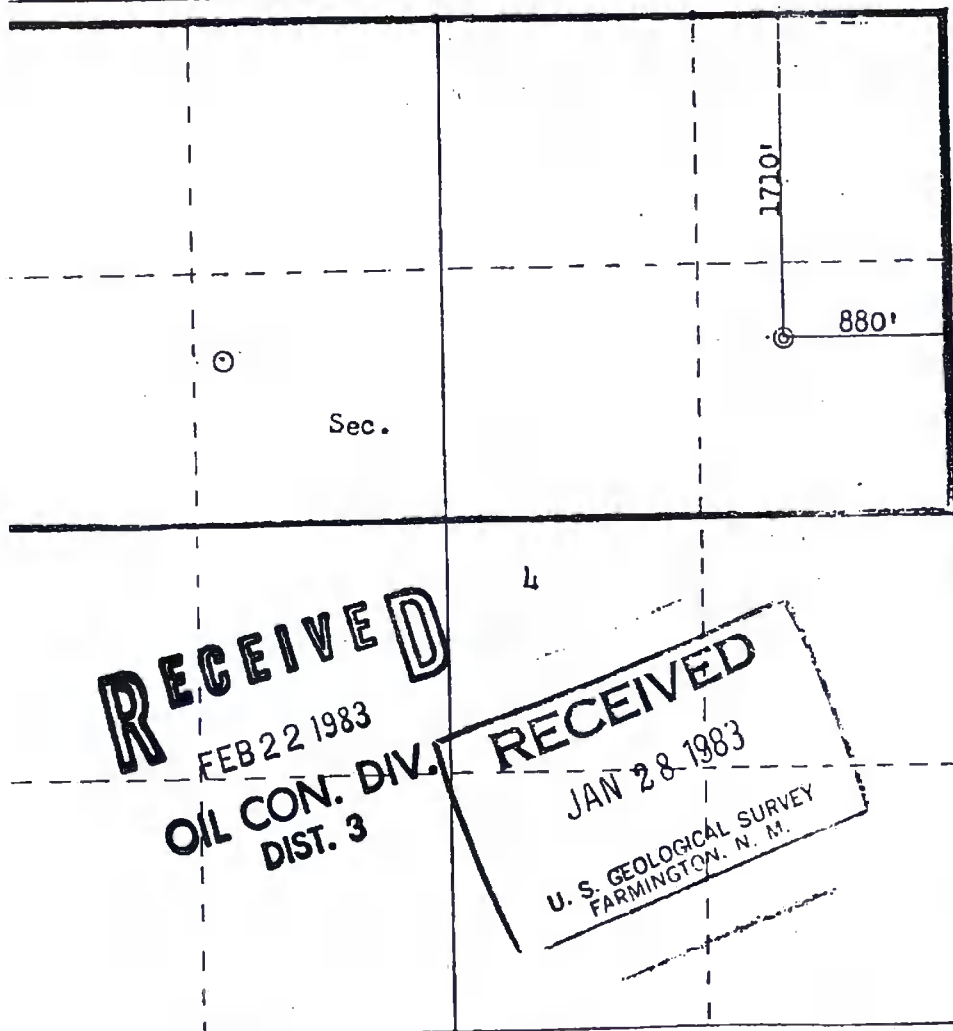 1710'
880'
Sec.
4
RECEIVED
FEB 22 1983
OIL CON. DIV.
DIST. 3
RECEIVED
JAN 28 1983
U. S. GEOLOGICAL SURVEY
FARMINGTON, N. M.